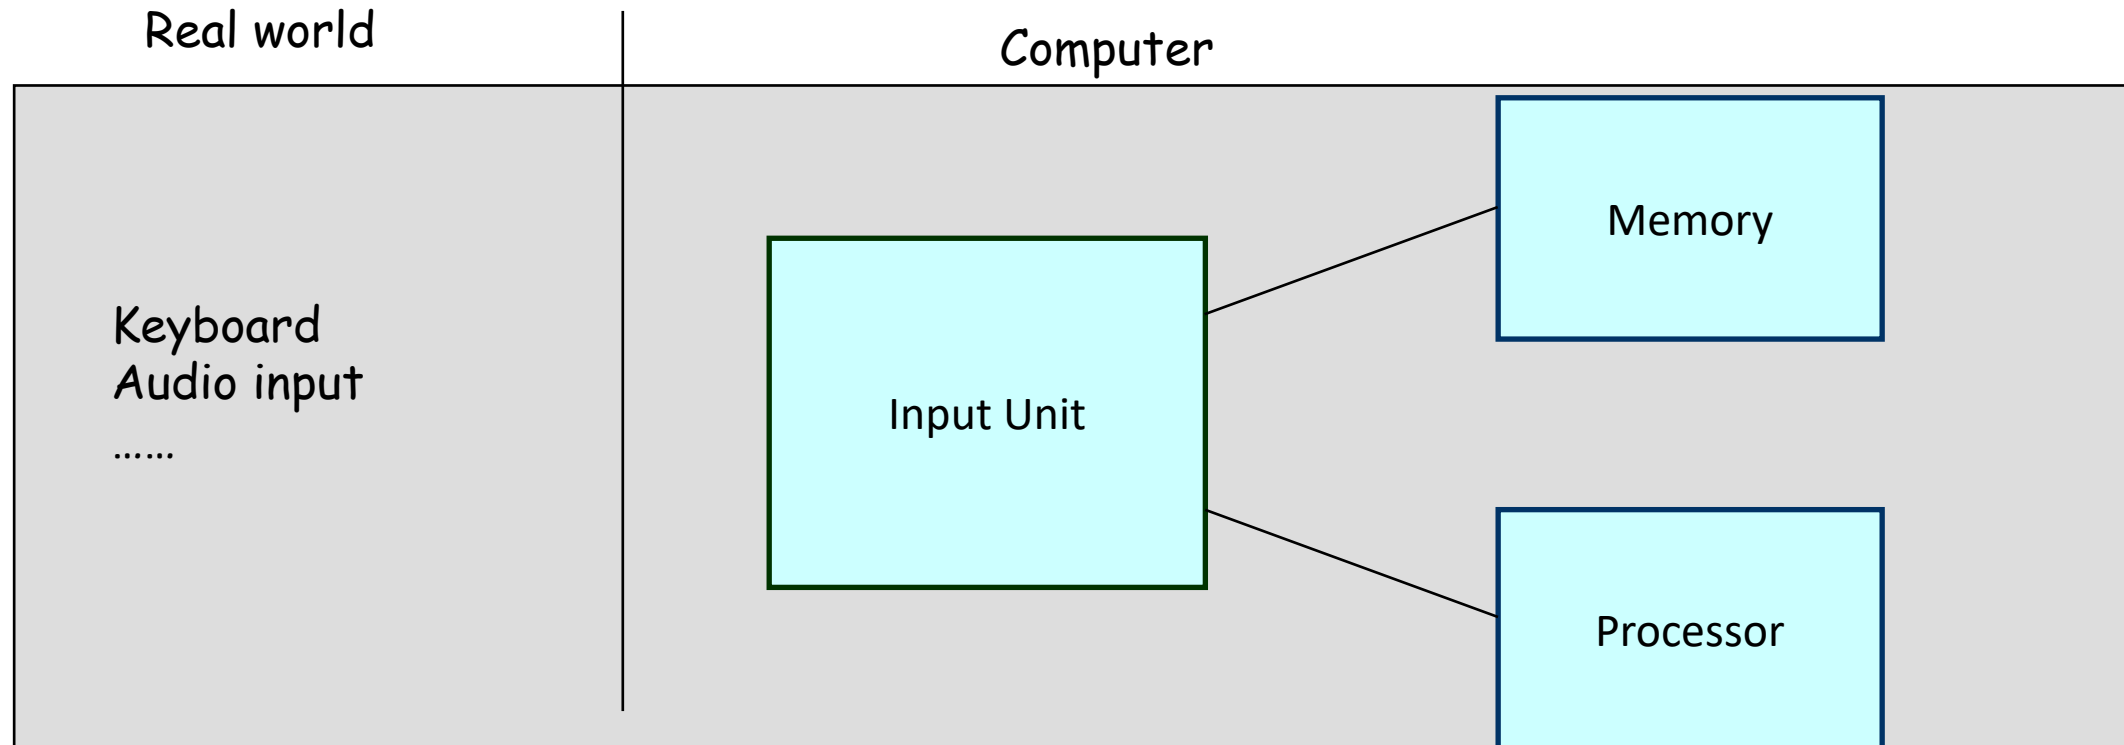 Real world
Computer
Memory
Keyboard
Audio input
......
Input Unit
Processor